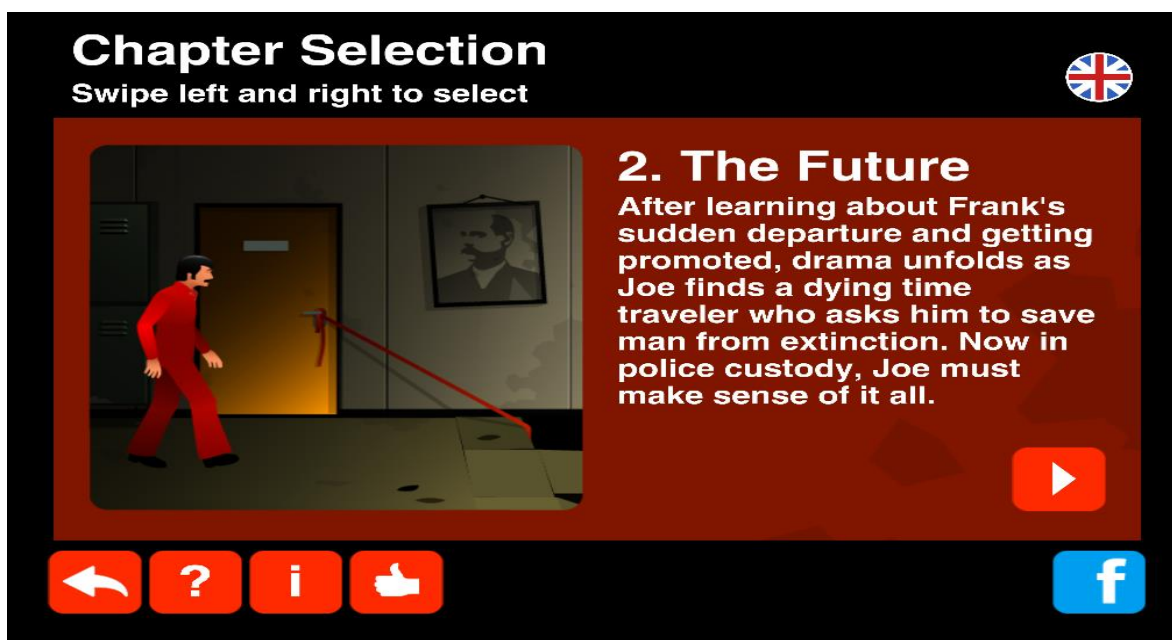 Chapter Selection
Swipe left and right to select
2. The Future
After learning about Frank's
sudden departure and getting
promoted, drama unfolds as
Joe finds a dying time
traveler who asks him to save
man from extinction. Now in
police custody, Joe must
make sense of it all.
?
i
f